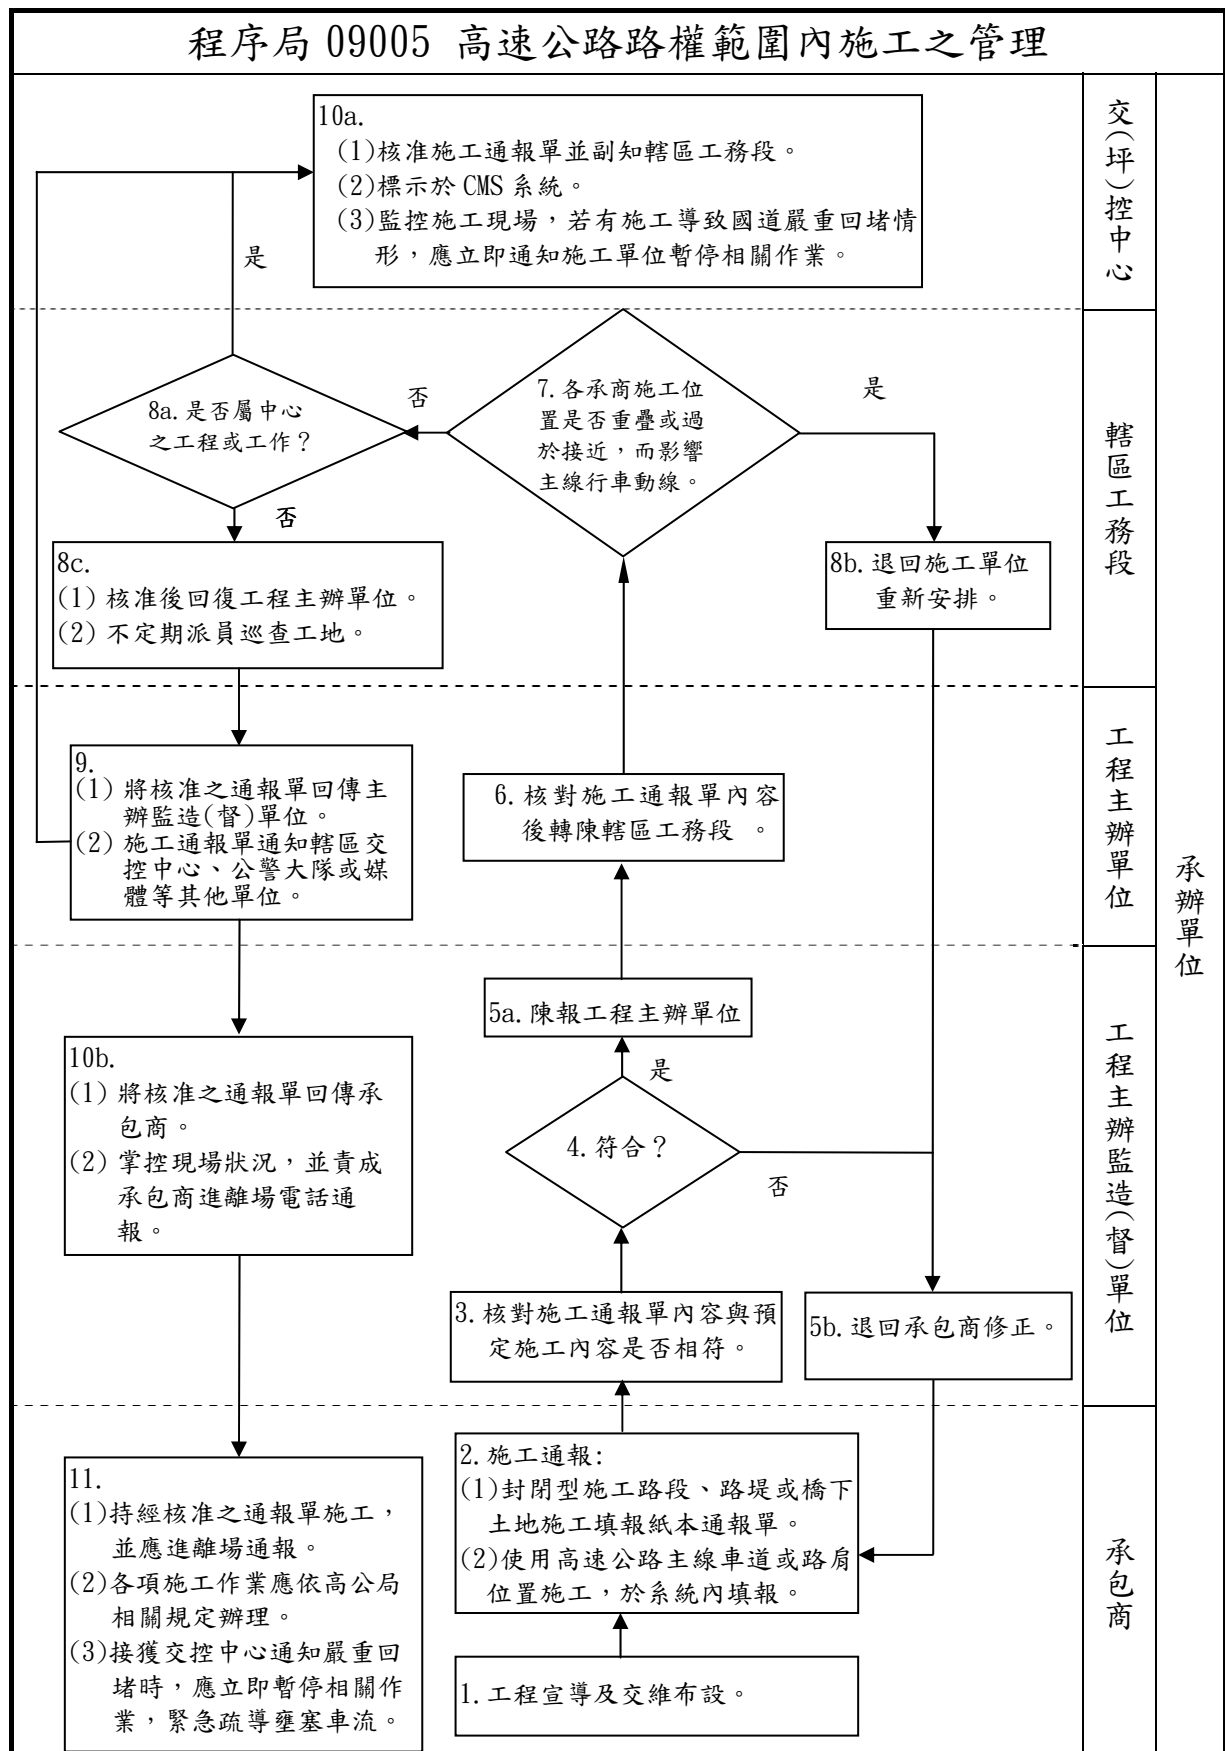 程序局 09005 高速公路路權範圍內施工之管理
10a.
(1)核准施工通報單並副知轄區工務段。
(2)標示於 CMS 系統。
(3)監控施工現場，若有施工導致國道嚴重回堵情
形，應立即通知施工單位暫停相關作業。
交(坪)控中心
是
8a.是否屬中心
之工程或工作？
否
7.各承商施工位
置是否重疊或過
於接近，而影響
主線行車動線。
是
否
8c.
(1) 核准後回復工程主辦單位。
(2) 不定期派員巡查工地。
8b.退回施工單位
重新安排。
轄區工務段
9.
(1) 將核准之通報單回傳主
辦監造(督)單位。
(2) 施工通報單通知轄區交
控中心、公警大隊或媒
體等其他單位。
6.核對施工通報單內容
後轉陳轄區工務段 。
工程主辦單位
承辦單位
5a.陳報工程主辦單位
是
10b.
(1) 將核准之通報單回傳承
包商。
(2) 掌控現場狀況，並責成
承包商進離場電話通
報。
4.符合？
否
3.核對施工通報單內容與預
定施工內容是否相符。
5b.退回承包商修正。
工程主辦監造(督)單位
11.
(1)持經核准之通報單施工，
並應進離場通報。
(2)各項施工作業應依高公局
相關規定辦理。
(3)接獲交控中心通知嚴重回
堵時，應立即暫停相關作
業，緊急疏導壅塞車流。
2.施工通報:
(1)封閉型施工路段、路堤或橋下
土地施工填報紙本通報單。
(2)使用高速公路主線車道或路肩
位置施工，於系統內填報。
1.工程宣導及交維布設。
承包商